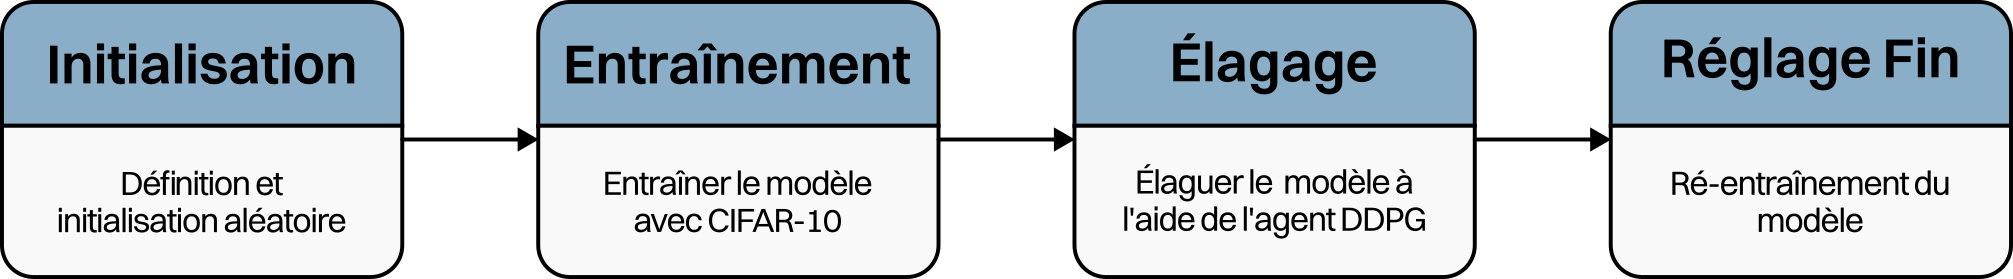 Initialisation
Définition et
initialisation aléatoire
Entraînement
Entraîner le modèle
avec CIFAR-10
Élagage
Élaguer le modèle à
l'aide de l'agent DDPG
Réglage Fin
Ré-entraînement du
modèle